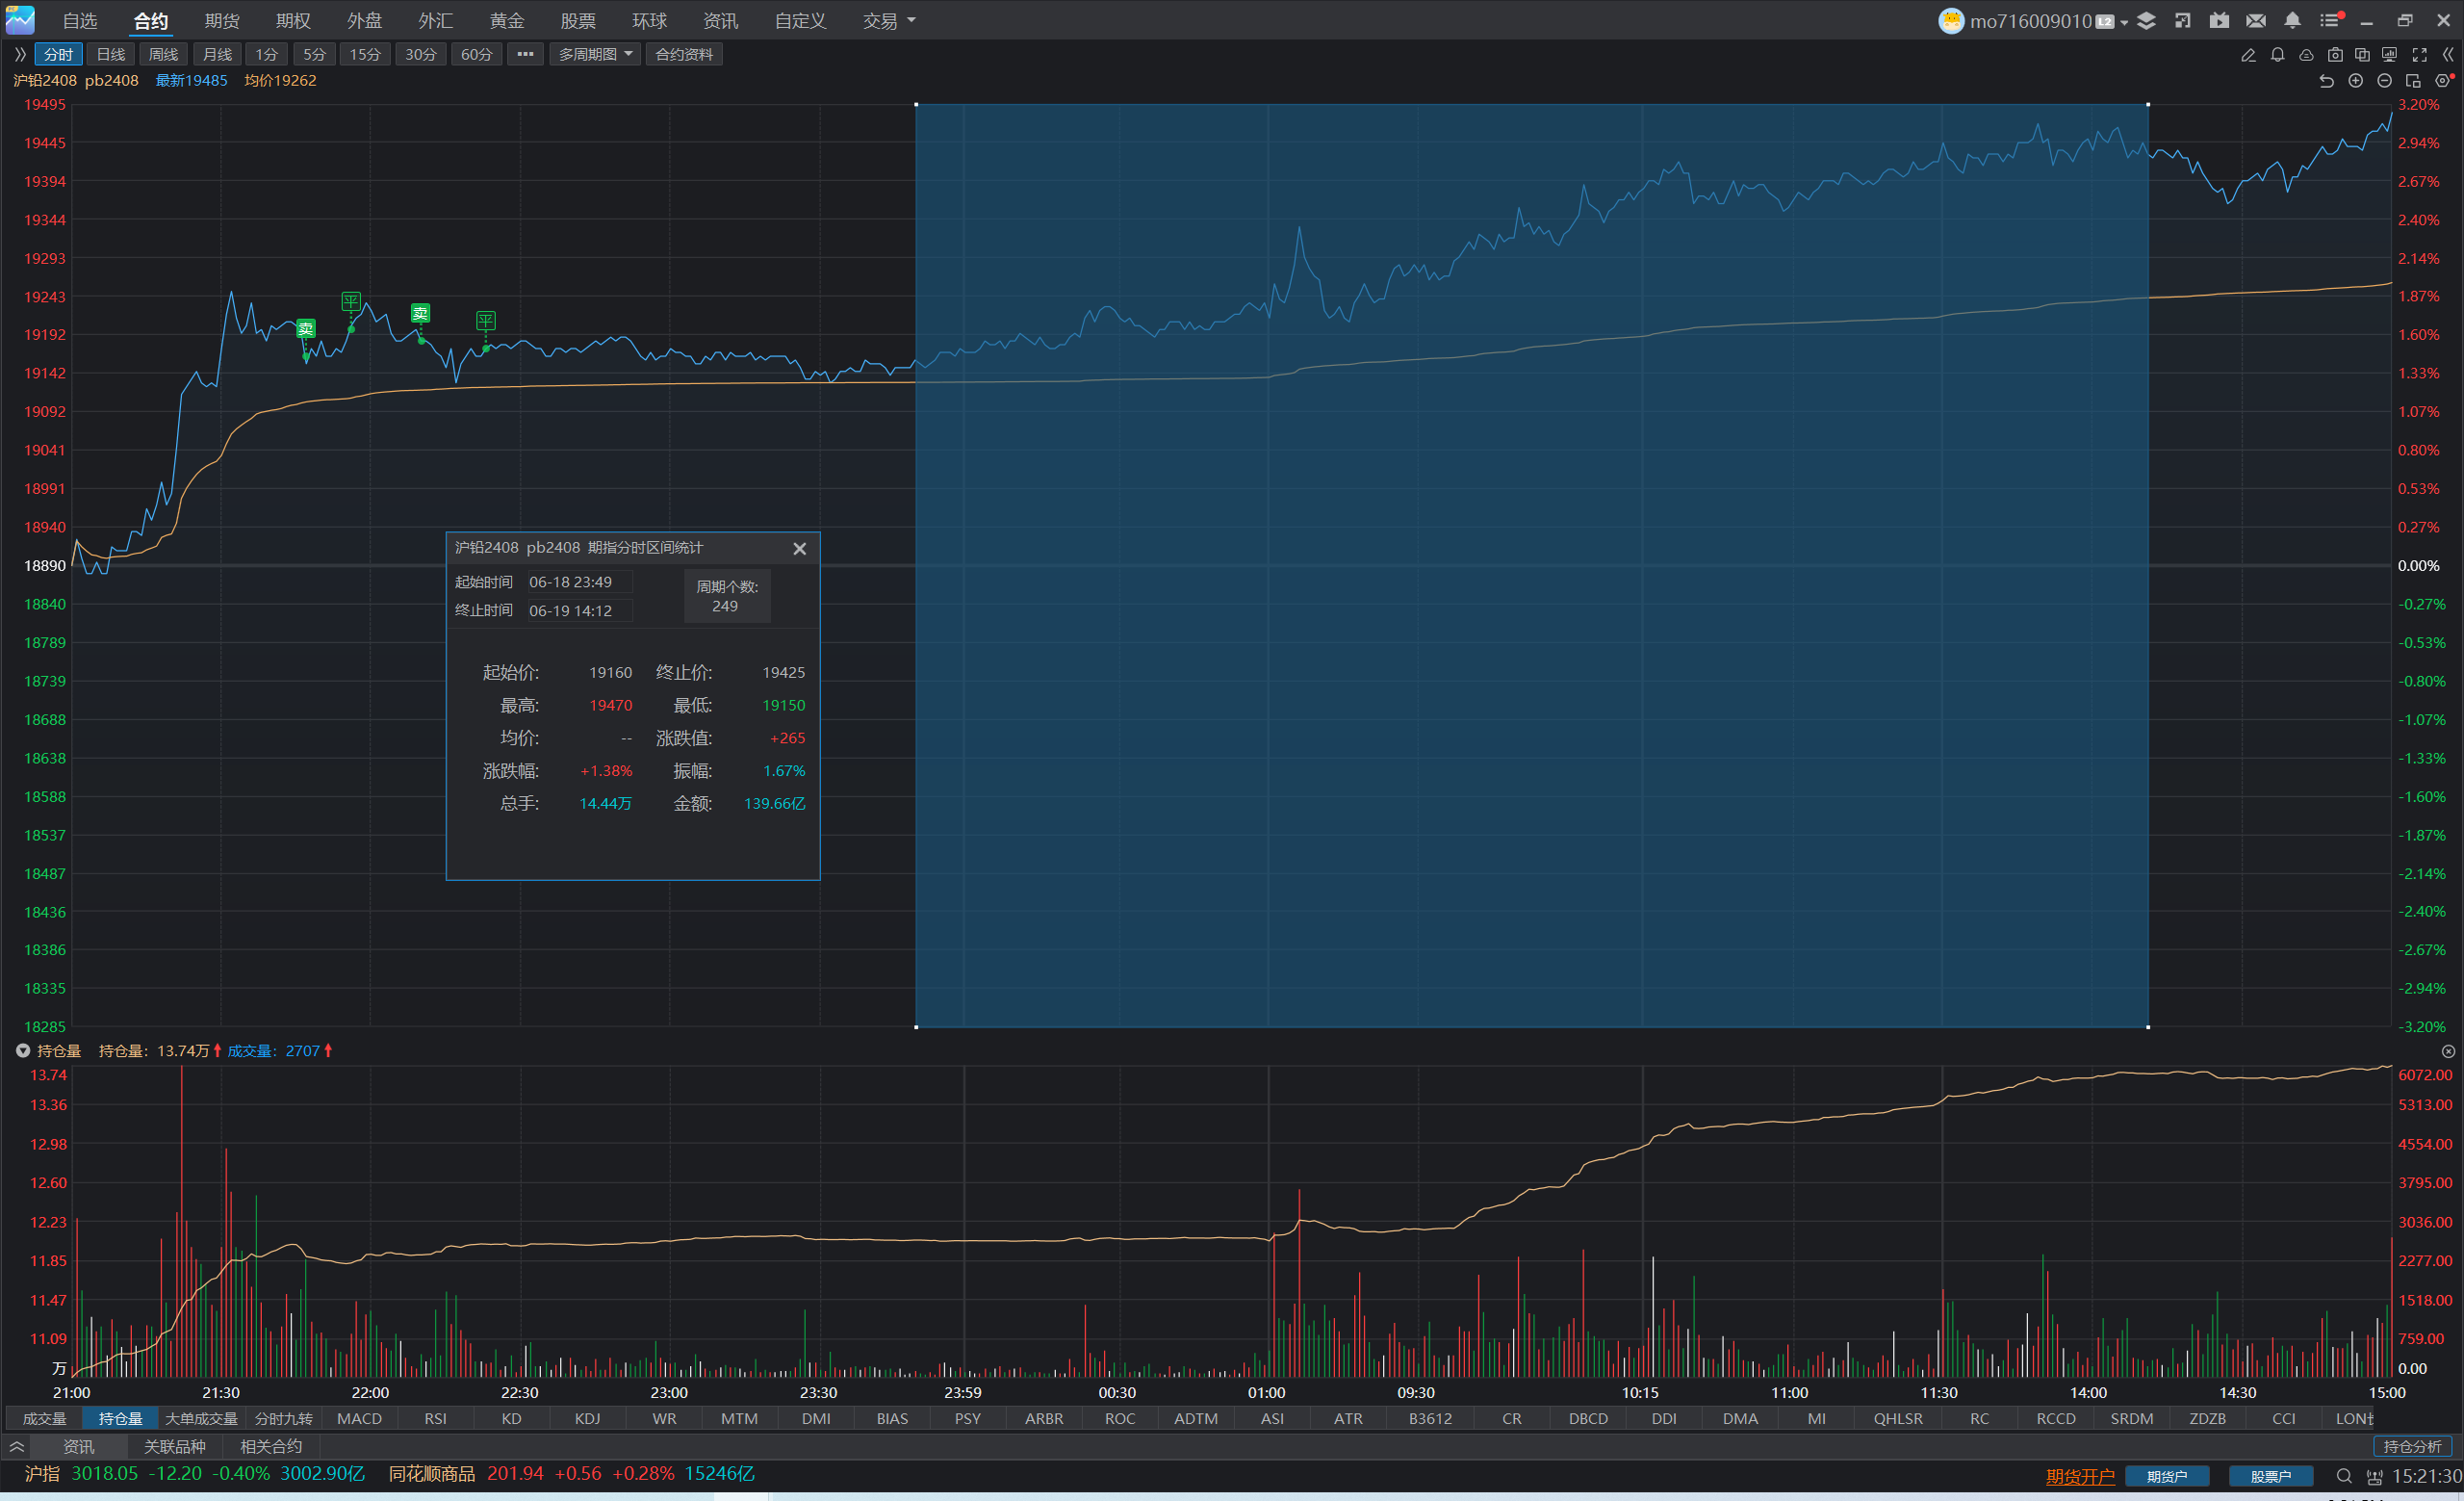 自选 合约 期货 期权 外盘 外汇 黄金 股票 环球 资讯 自定义 交易 mo716009010 L2
分时 日线 周线 月线 1分 5分 15分 30分 60分 ••• 多周期图 合约资料
沪铅2408 pb2408 最新19485 均价19262
19495 3.20%
19445 2.94%
19394 2.67%
19344 2.40%
19293 2.14%
19243 1.87%
平
卖
平
卖
19192 1.60%
19142 1.33%
19092 1.07%
19041 0.80%
18991 0.53%
18940 0.27%
18890 0.00%
18840 -0.27%
18789 -0.53%
18739 -0.80%
18688 -1.07%
18638 -1.33%
18588 -1.60%
18537 -1.87%
18487 -2.14%
18436 -2.40%
18386 -2.67%
18335 -2.94%
18285 -3.20%
沪铅2408 pb2408 期指分时区间统计
起始时间 06-18 23:49
终止时间 06-19 14:12
周期个数:
249
起始价: 19160 终止价: 19425
最高: 19470 最低: 19150
均价: -- 涨跌值: +265
涨跌幅: +1.38% 振幅: 1.67%
总手: 14.44万 金额: 139.66亿
持仓量 持仓量: 13.74万 成交量: 2707
13.74 6072.00
13.36 5313.00
12.98 4554.00
12.60 3795.00
12.23 3036.00
11.85 2277.00
11.47 1518.00
11.09 759.00
万 0.00
21:00 21:30 22:00 22:30 23:00 23:30 23:59 00:30 01:00 09:30 10:15 11:00 11:30 14:00 14:30 15:00
成交量 持仓量 大单成交量 分时九转 MACD RSI KD KDJ WR MTM DMI BIAS PSY ARBR ROC ADTM ASI ATR B3612 CR DBCD DDI DMA MI QHLSR RC RCCD SRDM ZDZB CCI LON
资讯 关联品种 相关合约 持仓分析
沪指 3018.05 -12.20 -0.40% 3002.90亿 同花顺商品 201.94 +0.56 +0.28% 15246亿 期货开户 期货户 股票户 15:21:30